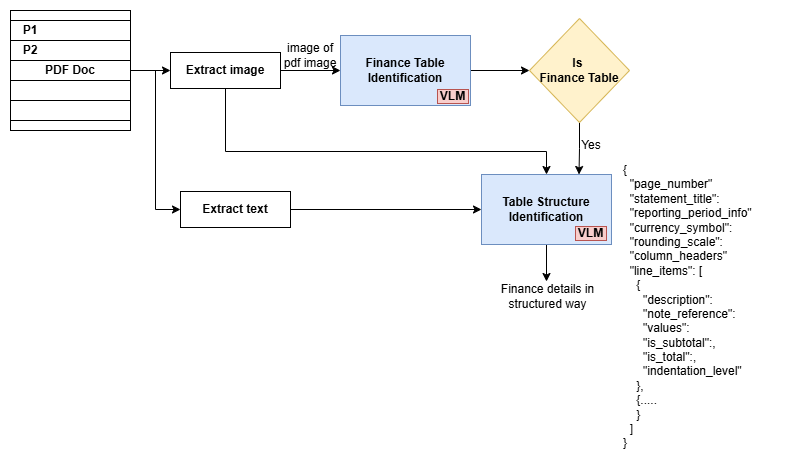 P1
P2
PDF Doc
Extract image
image of
pdf image
Finance Table
Identification
VLM
Is
Finance Table
Yes
Extract text
Table Structure
Identification
VLM
Finance details in
structured way
{
"page_number"
"statement_title":
"reporting_period_info"
"currency_symbol":
"rounding_scale":
"column_headers"
"line_items": [
{
"description":
"note_reference":
"values":
"is_subtotal":,
"is_total":,
"indentation_level"
},
{.....
}
]
}